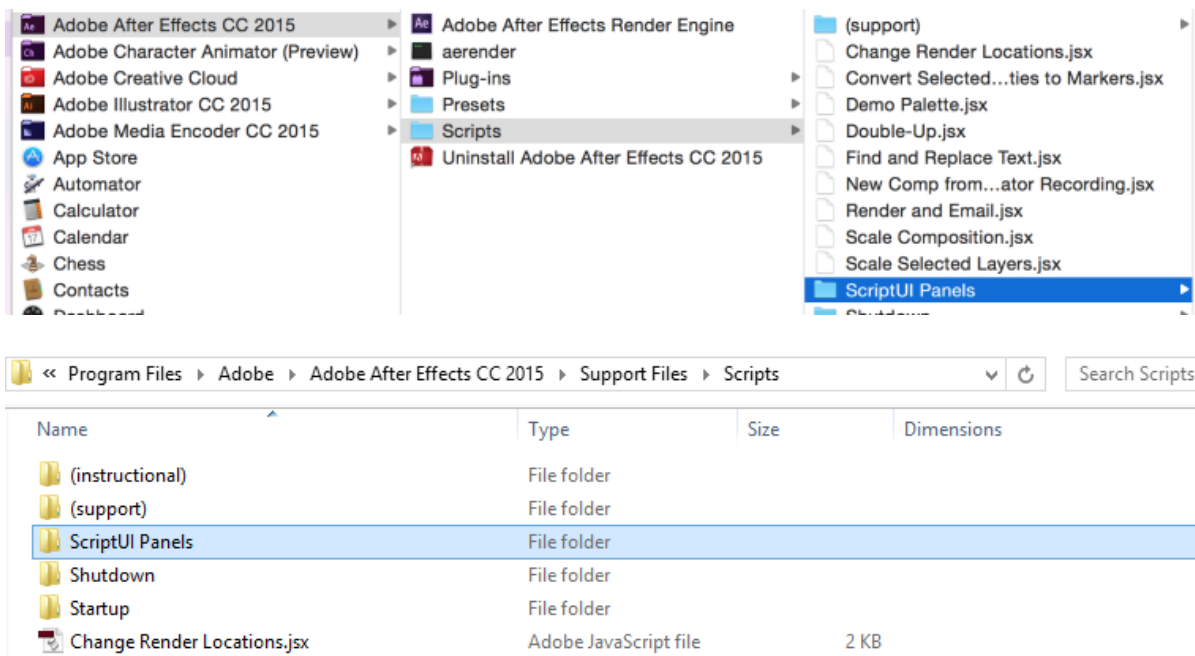 Adobe After Effects CC 2015
Adobe Character Animator (Preview)
Adobe Creative Cloud
Adobe Illustrator CC 2015
Adobe Media Encoder CC 2015
App Store
Automator
Calculator
Calendar
Chess
Contacts
Dashboard
Adobe After Effects Render Engine
aerender
Plug-ins
Presets
Scripts
Uninstall Adobe After Effects CC 2015
(support)
Change Render Locations.jsx
Convert Selected...ties to Markers.jsx
Demo Palette.jsx
Double-Up.jsx
Find and Replace Text.jsx
New Comp from...ator Recording.jsx
Render and Email.jsx
Scale Composition.jsx
Scale Selected Layers.jsx
ScriptUI Panels
Shutdown
« Program Files Adobe Adobe After Effects CC 2015 Support Files Scripts Search Scripts
Name Type Size Dimensions
(instructional) File folder
(support) File folder
ScriptUI Panels File folder
Shutdown File folder
Startup File folder
Change Render Locations.jsx Adobe JavaScript file 2 KB